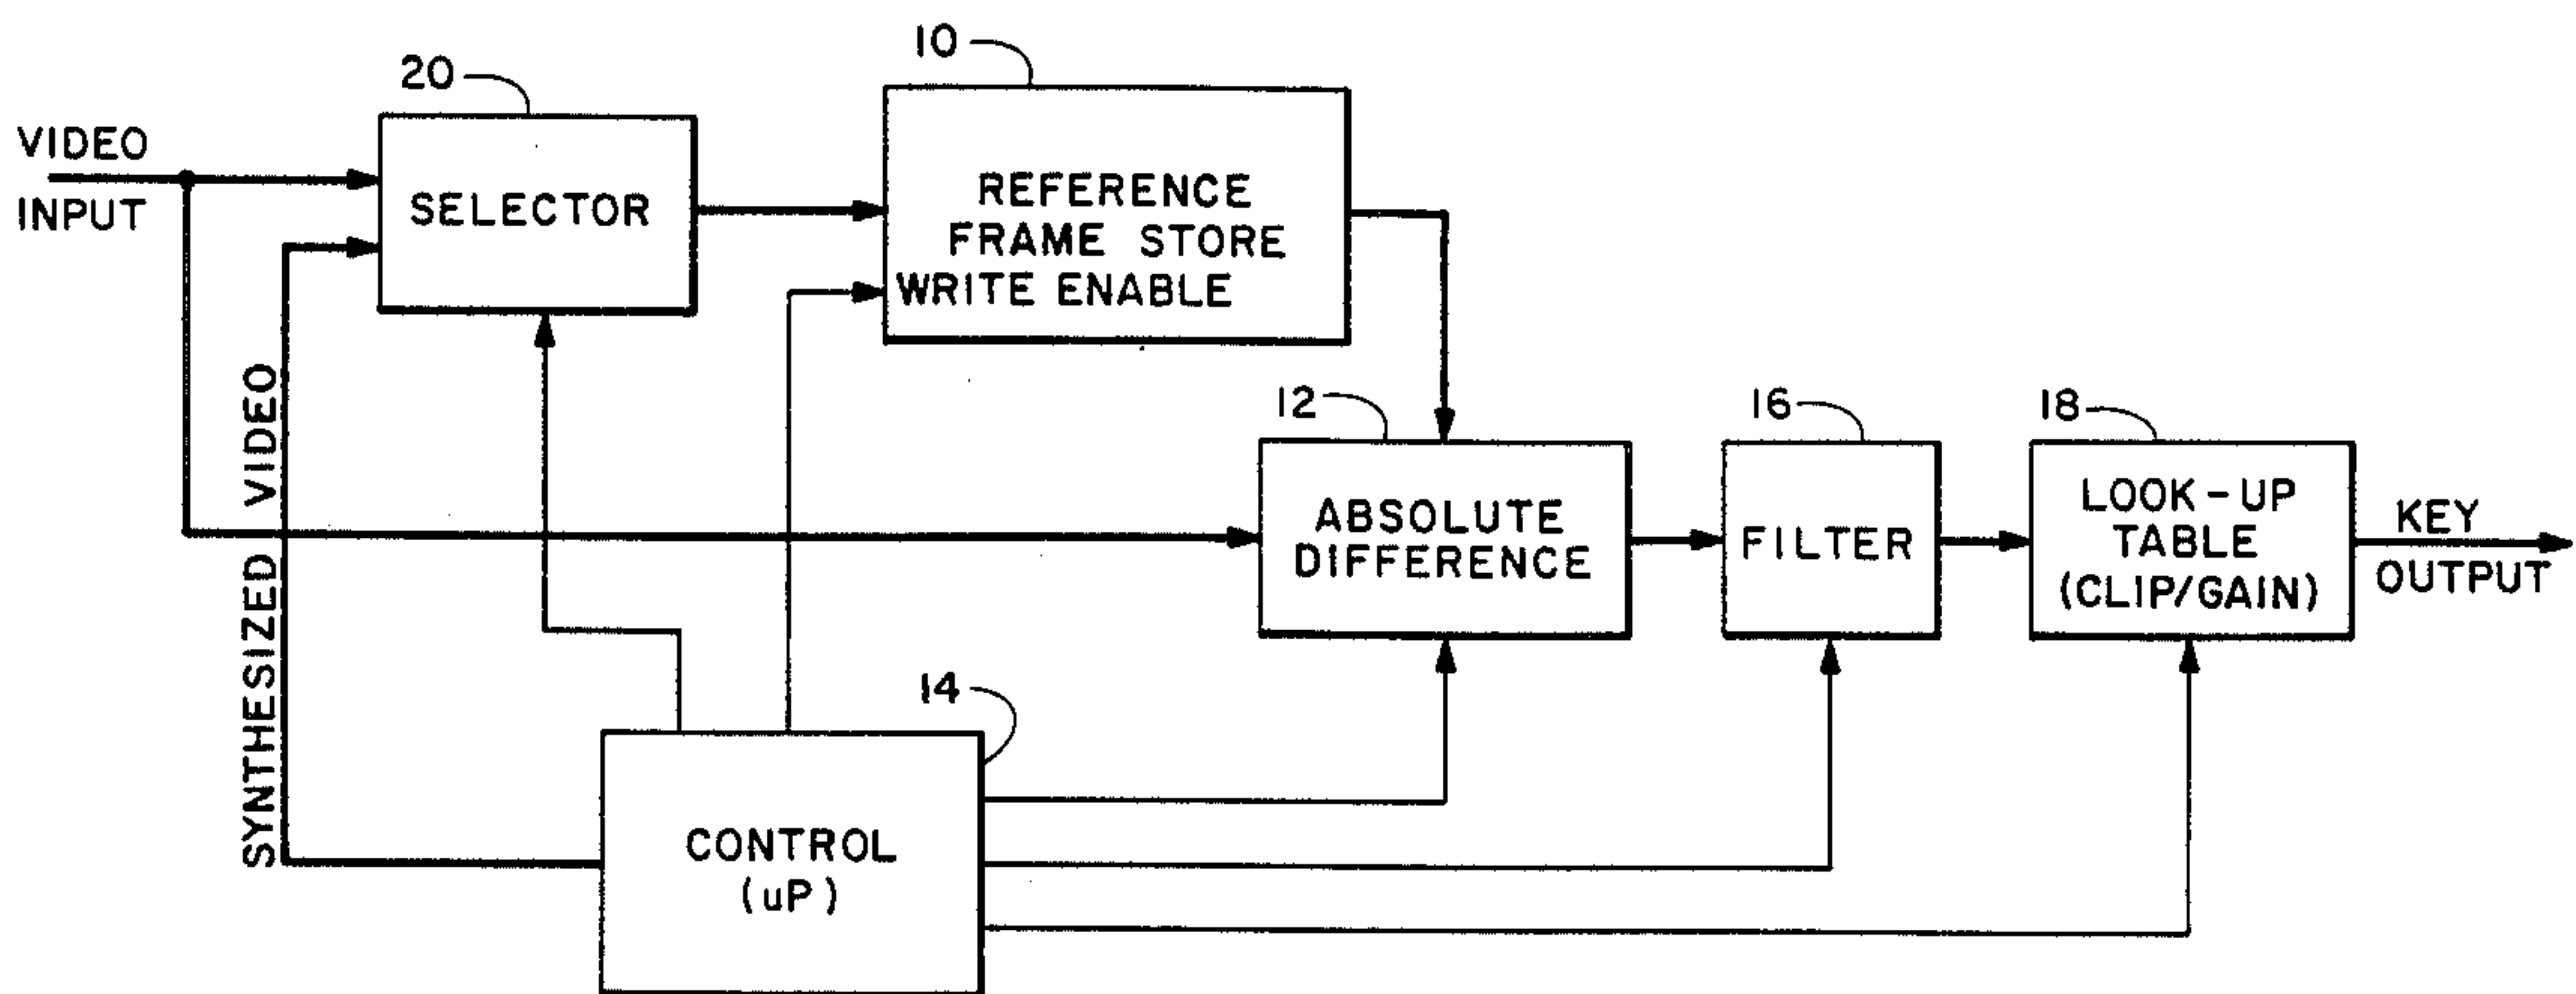 10
20
VIDEO
INPUT
SELECTOR
REFERENCE
FRAME STORE
WRITE ENABLE
SYNTHESIZED VIDEO
12
16
18
ABSOLUTE
DIFFERENCE
FILTER
LOOK-UP
TABLE
(CLIP/GAIN)
KEY
OUTPUT
14
CONTROL
(uP)